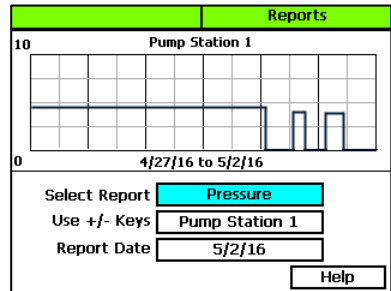 Reports
10
Pump Station 1
0
4/27/16 to 5/2/16
Select Report Pressure
Use +/- Keys Pump Station 1
Report Date 5/2/16
Help